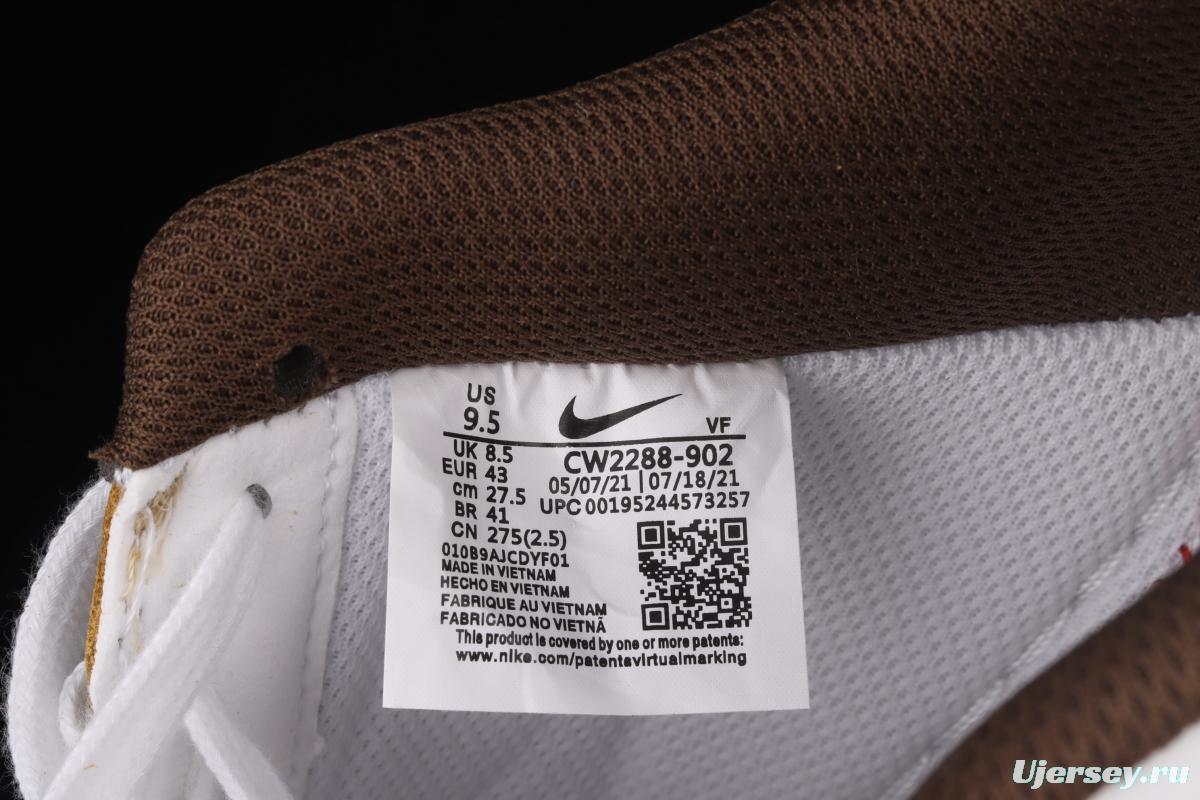 US
9.5
VF
UK 8.5
EUR 43
cm 27.5
BR 41
CN 275(2.5)
CW2288-902
05/07/21 | 07/18/21
UPC 00195244573257
010B9AJCDYF01
MADE IN VIETNAM
HECHO EN VIETNAM
FABRIQUE AU VIETNAM
FABRICADO NO VIETNÃ
This product is covered by one or more patents:
www.nike.com/patentavirtualmarking
Ujersey.ru